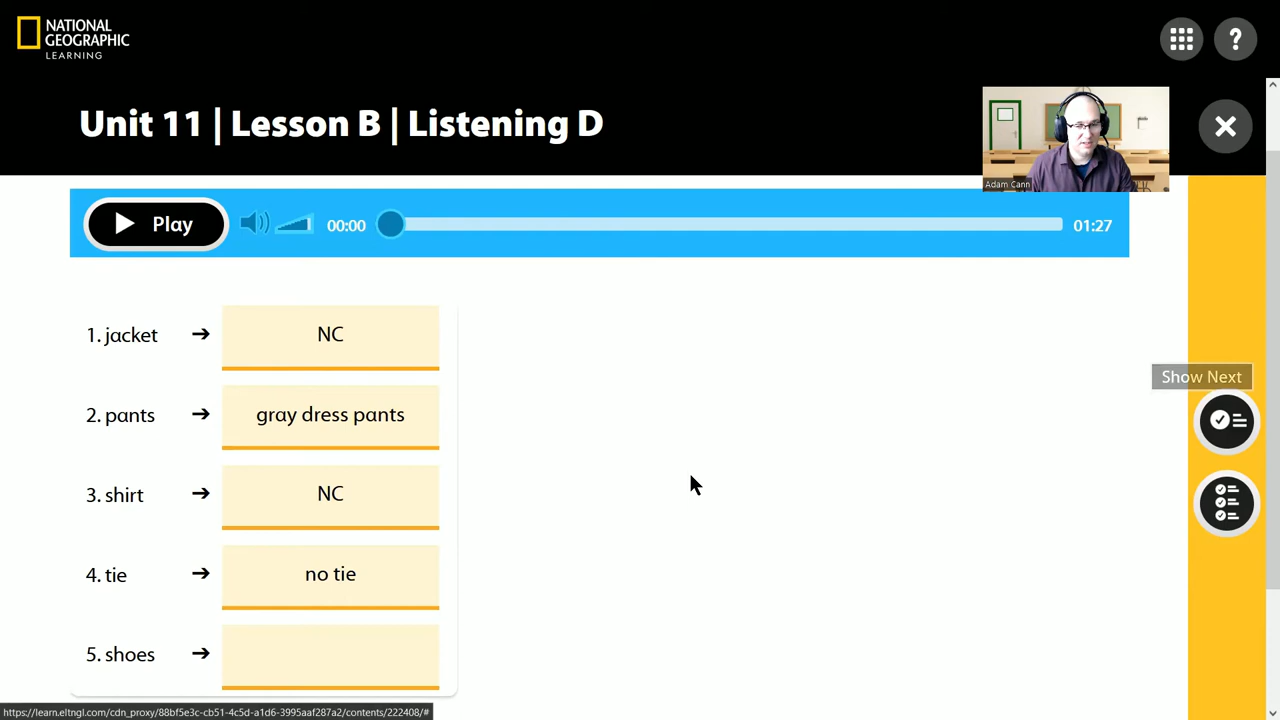 NATIONAL
GEOGRAPHIC
LEARNING
?
Unit 11 | Lesson B | Listening D
Adam Cann
Play
00:00
01:27
1. jacket → NC
2. pants → gray dress pants
3. shirt → NC
4. tie → no tie
5. shoes →
Show Next
https://learn.eltngl.com/cdn_proxy/88bf5e3c-cb51-4c5d-a1d6-3995aaf287a2/contents/222408/#